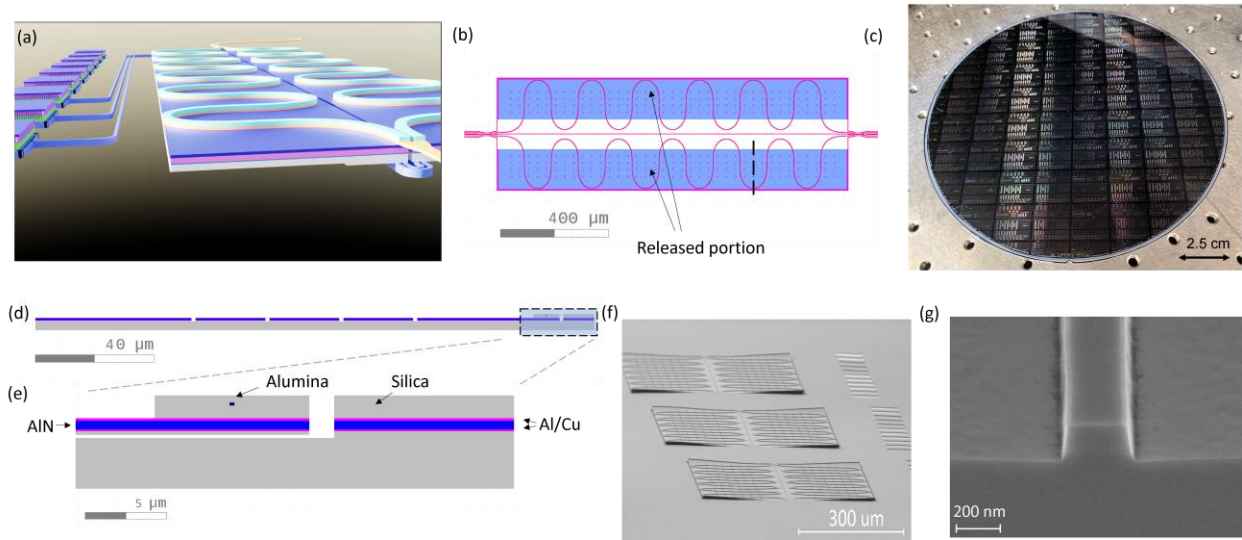 (a)
(b)
400 µm
Released portion
(c)
2.5 cm
(d)
40 µm
(e)
Alumina
Silica
AlN
Al/Cu
5 µm
(f)
300 um
(g)
200 nm